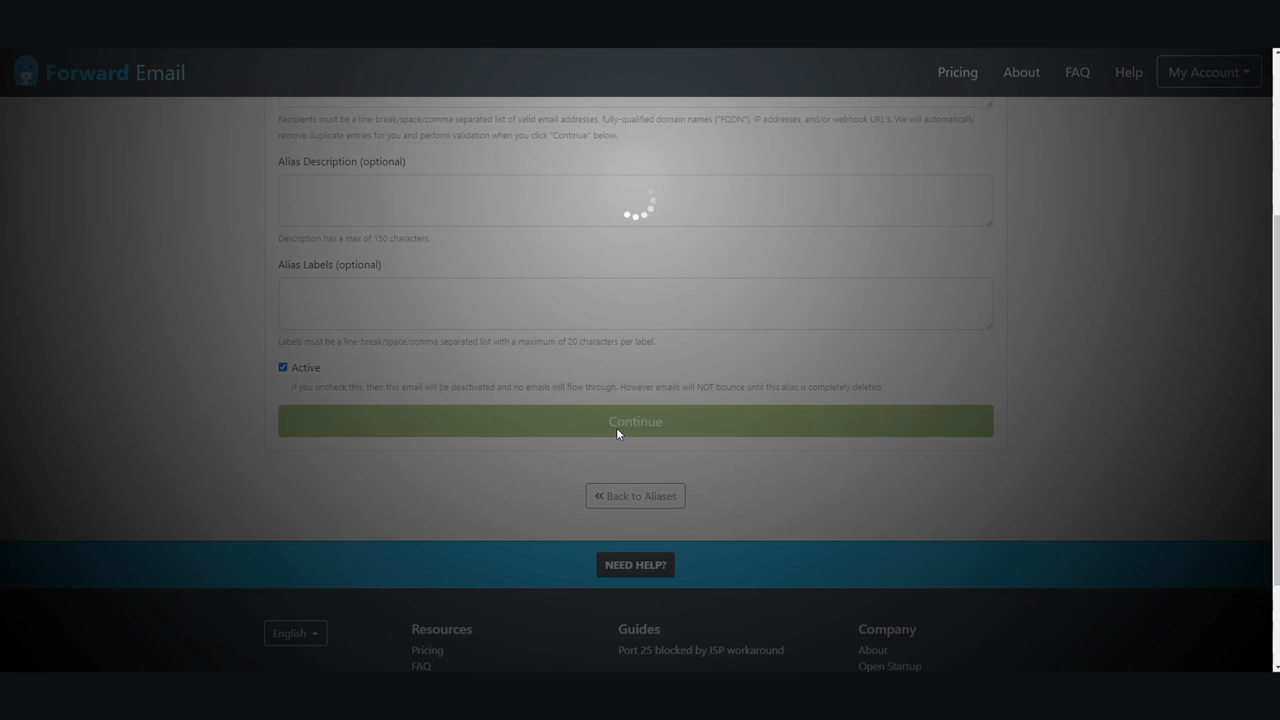 Forward Email
Pricing
About
FAQ
Help
My Account
Recipients must be a line-break/space/comma separated list of valid email addresses, fully-qualified domain names ("FQDN"), IP addresses, and/or webhook URL's. We will automatically
remove duplicate entries for you and perform validation when you click "Continue" below.
Alias Description (optional)
Description has a max of 150 characters.
Alias Labels (optional)
Labels must be a line-break/space/comma separated list with a maximum of 20 characters per label.
Active
If you uncheck this, then this email will be deactivated and no emails will flow through. However emails will NOT bounce until this alias is completely deleted.
Continue
Back to Aliases
NEED HELP?
English
Resources
Pricing
FAQ
Guides
Port 25 blocked by ISP workaround
Company
About
Open Startup